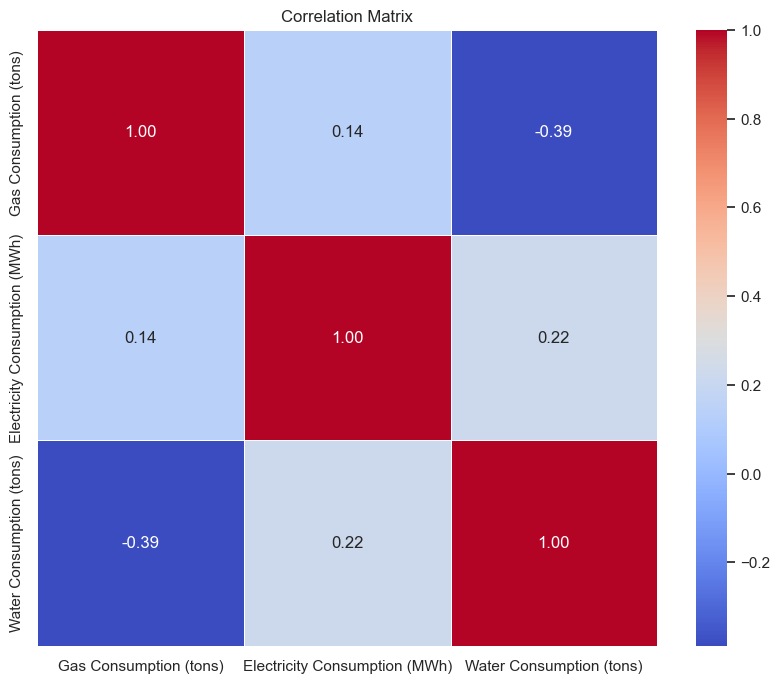 Correlation Matrix
Gas Consumption (tons)
1.00
0.14
-0.39
Electricity Consumption (MWh)
0.14
1.00
0.22
Water Consumption (tons)
-0.39
0.22
1.00
Gas Consumption (tons)
Electricity Consumption (MWh)
Water Consumption (tons)
1.0
0.8
0.6
0.4
0.2
0.0
−0.2